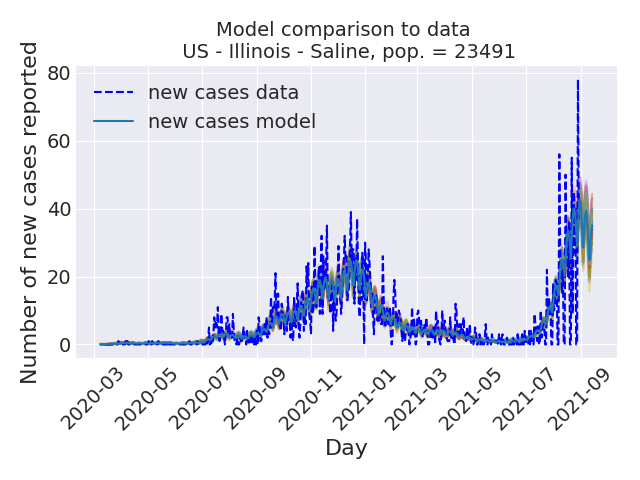 Model comparison to data
US - Illinois - Saline, pop. = 23491
80
60
40
20
0
Number of new cases reported
new cases data
new cases model
2020-03
2020-05
2020-07
2020-09
2020-11
2021-01
2021-03
2021-05
2021-07
2021-09
Day